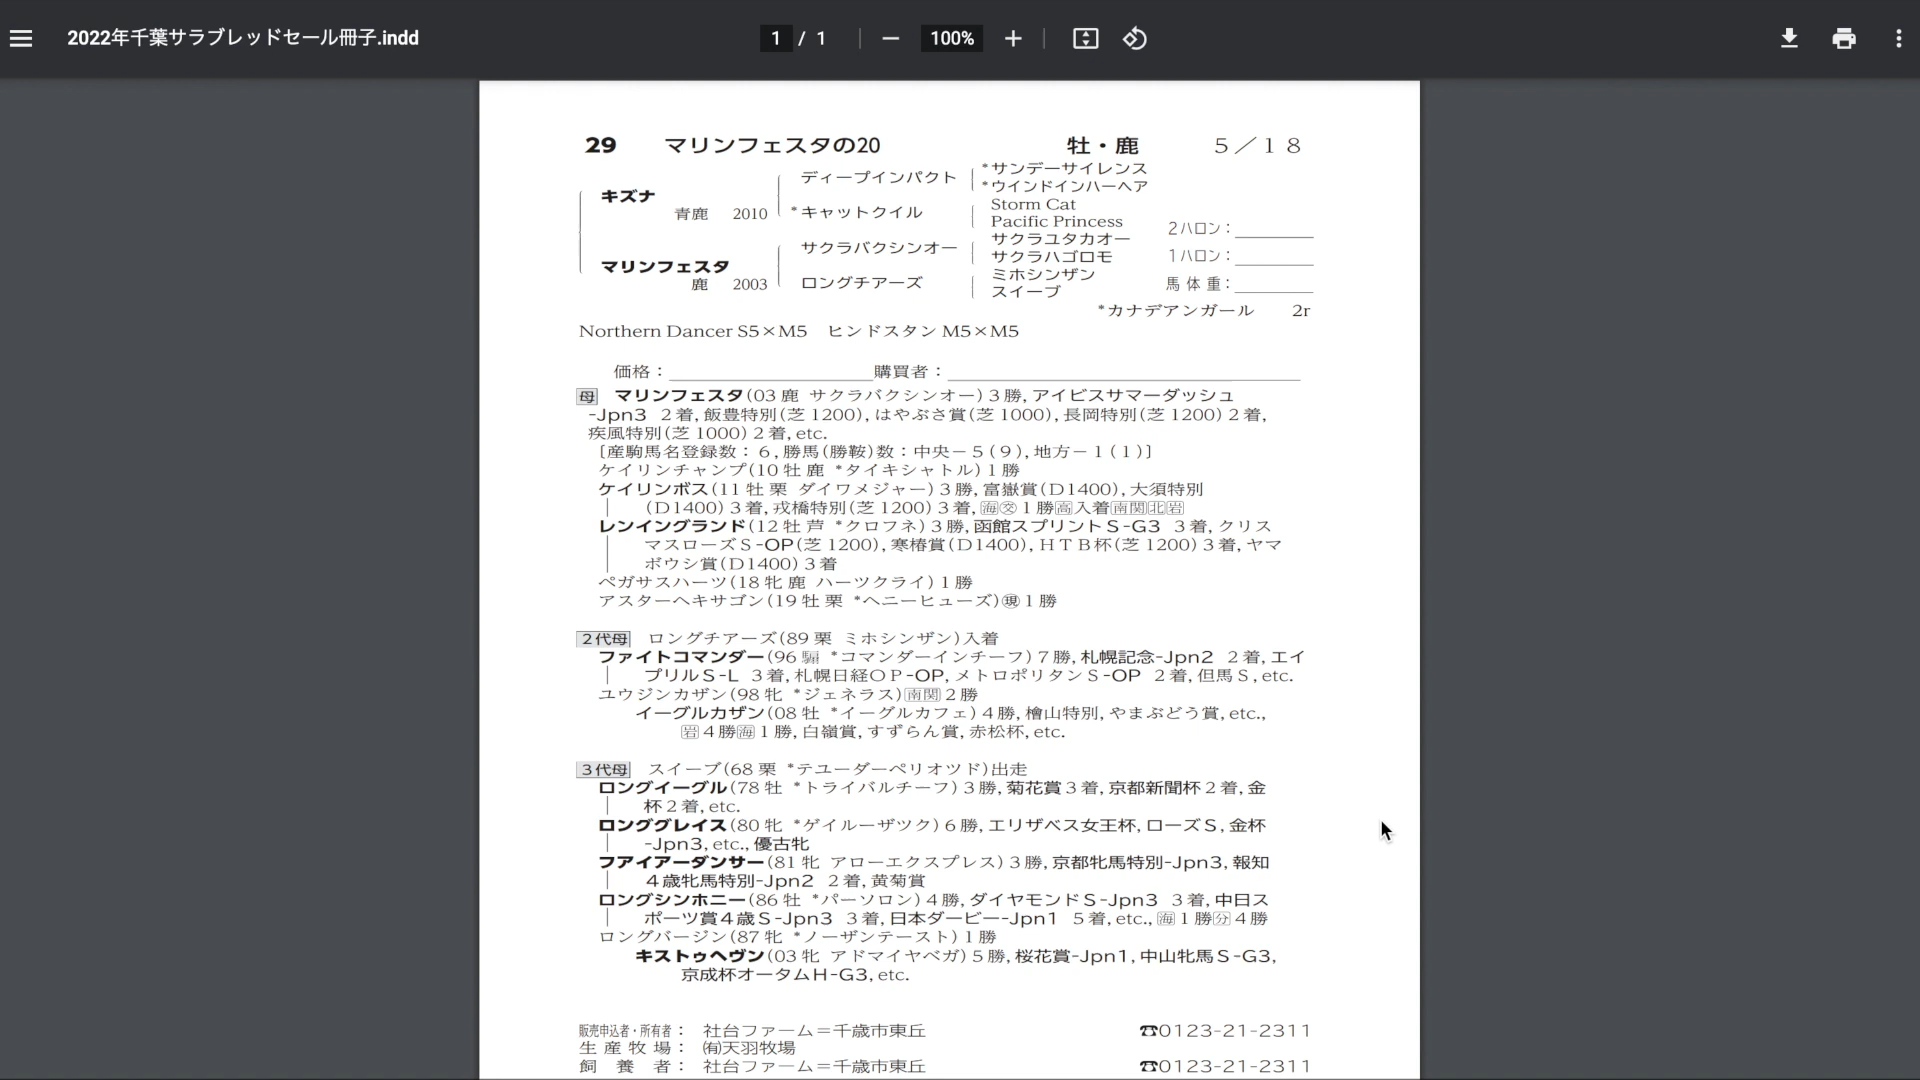 2022年千葉サラブレッドセール冊子.indd
1 / 1
100%
29 マリンフェスタの20 牡・鹿 5／18
キズナ
青鹿 2010
マリンフェスタ
鹿 2003
ディープインパクト
*キャットクイル
サクラバクシンオー
ロングチアーズ
*サンデーサイレンス
*ウインドインハーヘア
Storm Cat
Pacific Princess
サクラユタカオー
サクラハゴロモ
ミホシンザン
スイーブ
2ハロン：
1ハロン：
馬体重：
*カナデアンガール 2r
Northern Dancer S5×M5 ヒンドスタン M5×M5
価格： 購買者：
母 マリンフェスタ(03 鹿 サクラバクシンオー)3勝,アイビスサマーダッシュ
-Jpn3 2着,飯豊特別(芝1200),はやぶさ賞(芝1000),長岡特別(芝1200)2着,
疾風特別(芝1000)2着,etc.
〔産駒馬名登録数：6,勝馬(勝鞍)数：中央－5(9),地方－1(1)〕
ケイリンチャンプ(10 牡 鹿 *タイキシャトル)1勝
ケイリンボス(11 牡 栗 ダイワメジャー)3勝,富嶽賞(D1400),大須特別
(D1400)3着,戎橋特別(芝1200)3着,海交1勝高入着南関北岩
レンイングランド(12 牡 芦 *クロフネ)3勝,函館スプリントS-G3 3着,クリス
マスローズS-OP(芝1200),寒椿賞(D1400),HTB杯(芝1200)3着,ヤマ
ボウシ賞(D1400)3着
ペガサスハーツ(18 牝 鹿 ハーツクライ)1勝
アスターヘキサゴン(19 牡 栗 *ヘニーヒューズ)現1勝
2代母 ロングチアーズ(89 栗 ミホシンザン)入着
ファイトコマンダー(96 騸 *コマンダーインチーフ)7勝,札幌記念-Jpn2 2着,エイ
プリルS-L 3着,札幌日経OP-OP,メトロポリタンS-OP 2着,但馬S,etc.
ユウジンカザン(98 牝 *ジェネラス)南関2勝
イーグルカザン(08 牡 *イーグルカフェ)4勝,檜山特別,やまぶどう賞,etc.,
岩4勝海1勝,白嶺賞,すずらん賞,赤松杯,etc.
3代母 スイーブ(68 栗 *テユーダーペリオツド)出走
ロングイーグル(78 牡 *トライバルチーフ)3勝,菊花賞3着,京都新聞杯2着,金
杯2着,etc.
ロンググレイス(80 牝 *ゲイルーザツク)6勝,エリザベス女王杯,ローズS,金杯
-Jpn3,etc.,優古牝
フアイアーダンサー(81 牝 アローエクスプレス)3勝,京都牝馬特別-Jpn3,報知
4歳牝馬特別-Jpn2 2着,黄菊賞
ロングシンホニー(86 牡 *パーソロン)4勝,ダイヤモンドS-Jpn3 3着,中日ス
ポーツ賞4歳S-Jpn3 3着,日本ダービー-Jpn1 5着,etc.,海1勝分4勝
ロングバージン(87 牝 *ノーザンテースト)1勝
キストゥヘヴン(03 牝 アドマイヤベガ)5勝,桜花賞-Jpn1,中山牝馬S-G3,
京成杯オータムH-G3,etc.
販売申込者・所有者： 社台ファーム＝千歳市東丘 ☎0123-21-2311
生産牧場： ㈲天羽牧場
飼養者： 社台ファーム＝千歳市東丘 ☎0123-21-2311